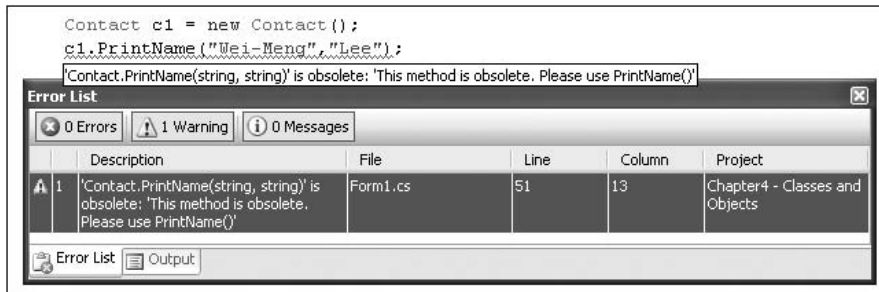 Contact c1 = new Contact();
c1.PrintName("Wei-Meng","Lee");
'Contact.PrintName(string, string)' is obsolete: 'This method is obsolete. Please use PrintName()'
Error List
0 Errors 1 Warning 0 Messages
Description File Line Column Project
1 'Contact.PrintName(string, string)' is Form1.cs 51 13 Chapter4 - Classes and
obsolete: 'This method is obsolete. Objects
Please use PrintName()'
Error List Output